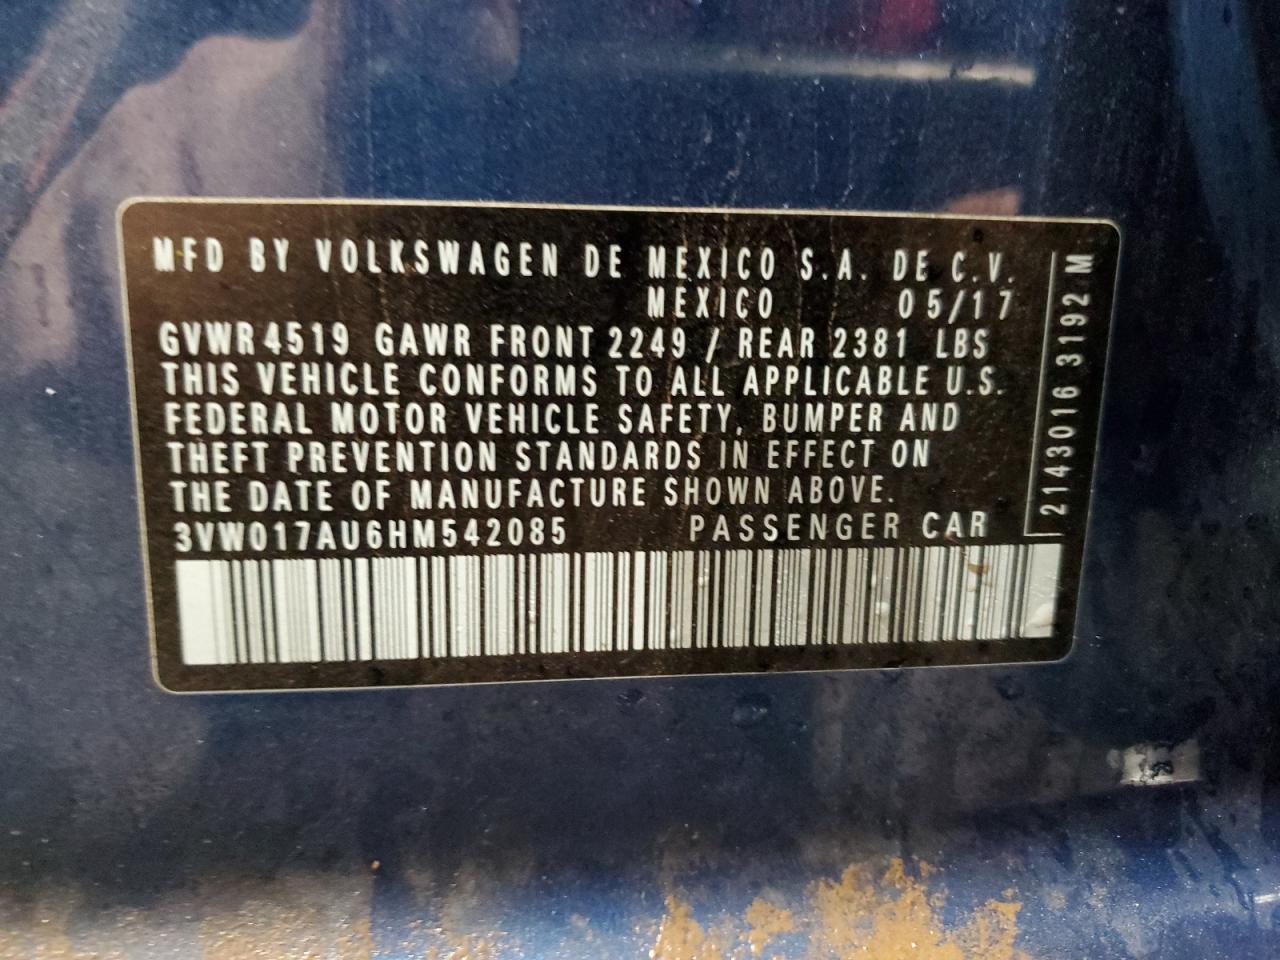 MFD BY VOLKSWAGEN DE MEXICO S.A. DE C.V.
MEXICO 05/17
GVWR 4519 GAWR FRONT 2249 / REAR 2381 LBS
THIS VEHICLE CONFORMS TO ALL APPLICABLE U.S.
FEDERAL MOTOR VEHICLE SAFETY, BUMPER AND
THEFT PREVENTION STANDARDS IN EFFECT ON
THE DATE OF MANUFACTURE SHOWN ABOVE.
3VW017AU6HM542085 PASSENGER CAR
2143016 3192 M